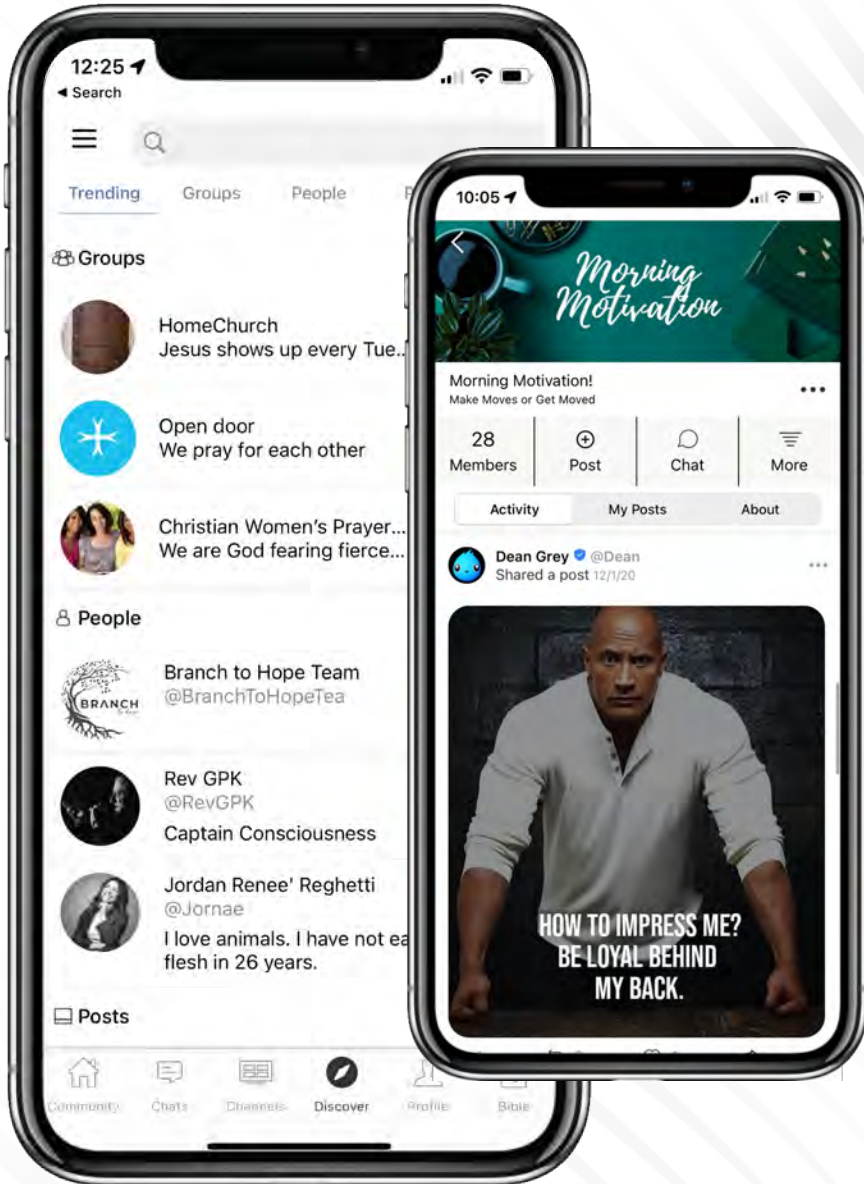 12:25
Search
Trending Groups People
Groups
HomeChurch
Jesus shows up every Tue..
Open door
We pray for each other
Christian Women's Prayer...
We are God fearing fierce...
People
BRANCH
Branch to Hope Team
@BranchToHopeTea
Rev GPK
@RevGPK
Captain Consciousness
Jordan Renee' Reghetti
@Jornae
I love animals. I have not ea
flesh in 26 years.
Posts
Community Chats Channels Discover Profile Bible
10:05
Morning
Motivation
Morning Motivation!
Make Moves or Get Moved
28
Members
Post
Chat
More
Activity My Posts About
Dean Grey @Dean
Shared a post 12/1/20
HOW TO IMPRESS ME?
BE LOYAL BEHIND
MY BACK.